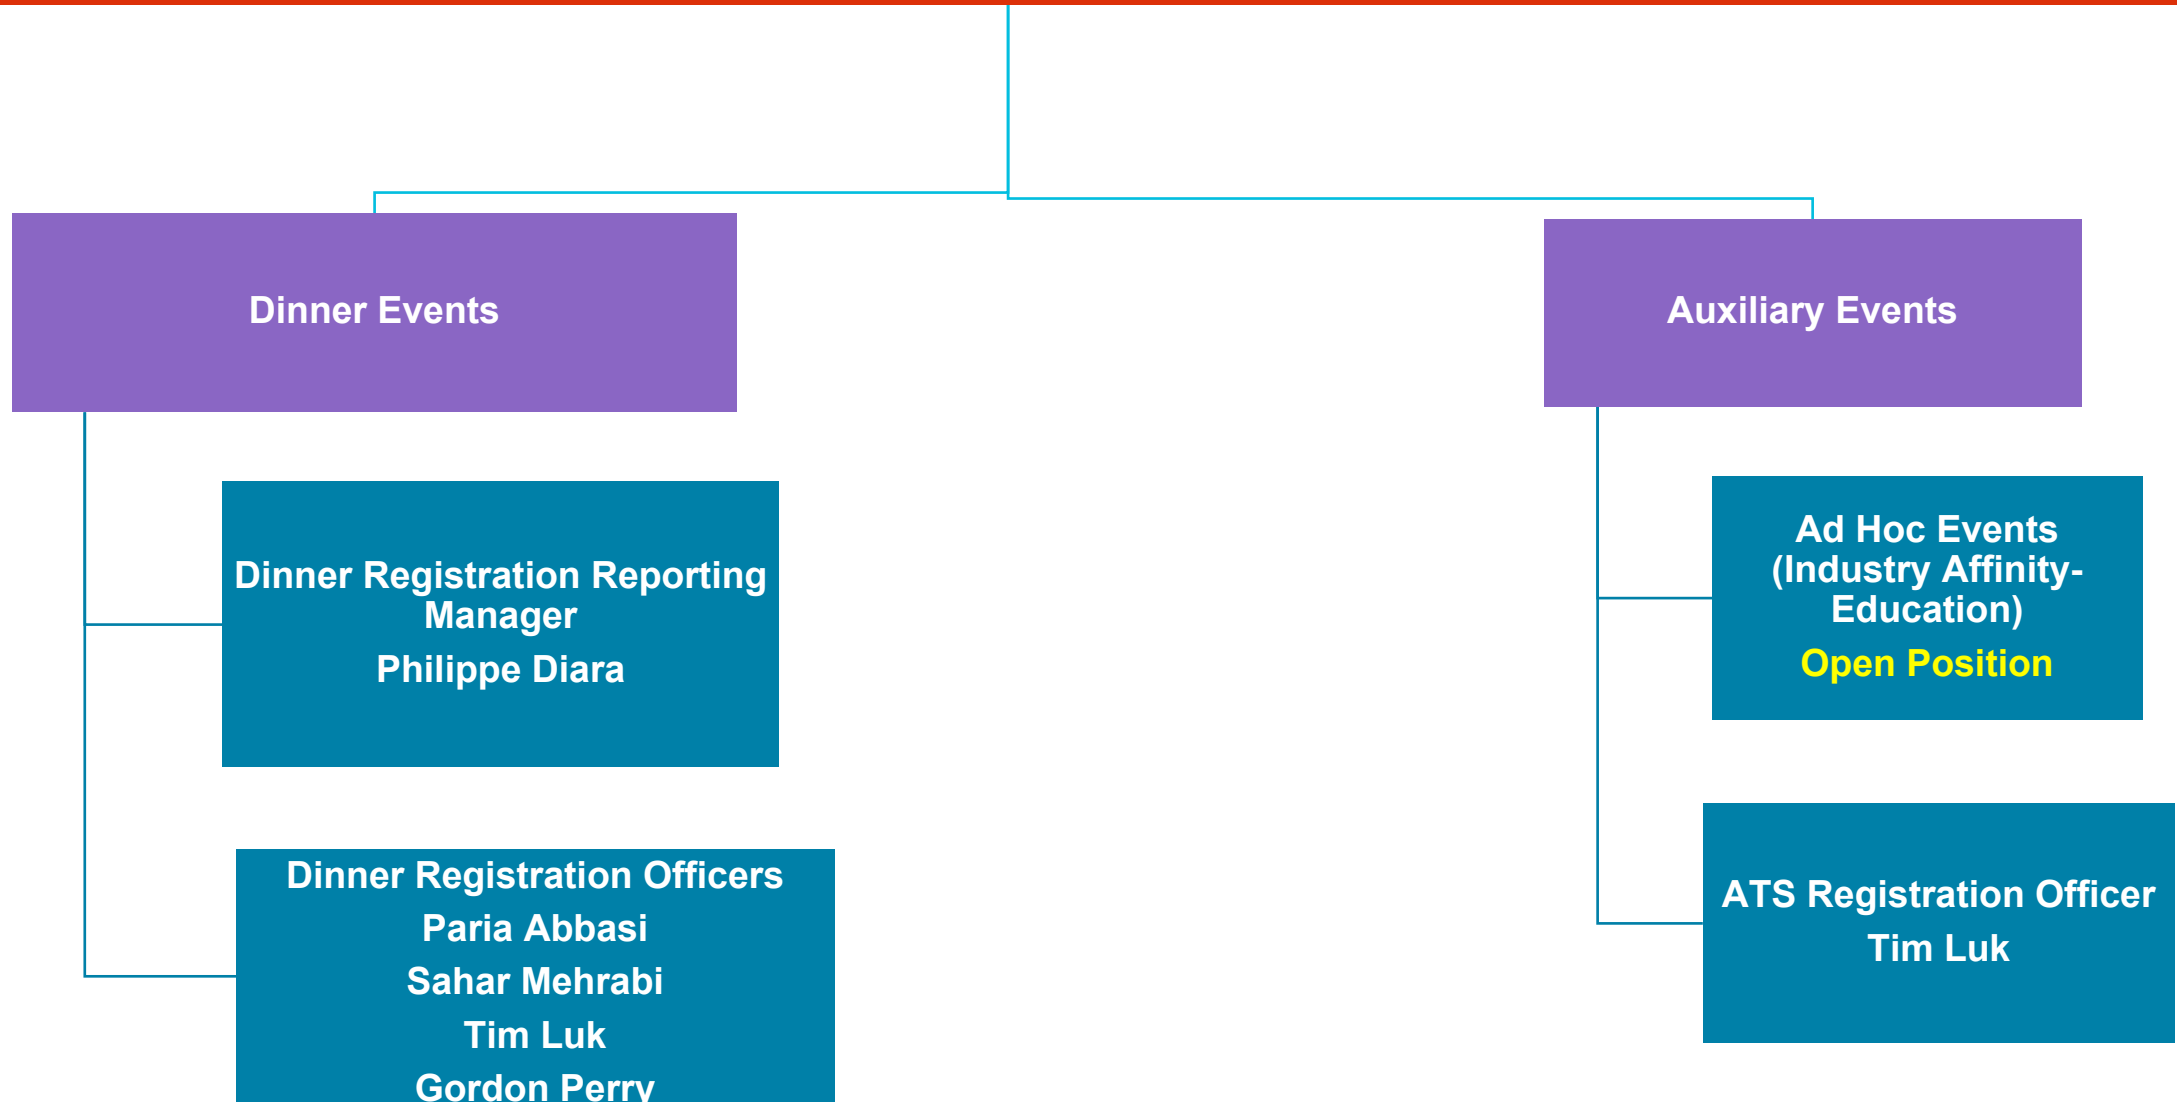 Dinner Events
Auxiliary Events
Dinner Registration Reporting
Manager
Philippe Diara
Ad Hoc Events
(Industry Affinity-
Education)
Open Position
Dinner Registration Officers
Paria Abbasi
Sahar Mehrabi
Tim Luk
Gordon Perry
ATS Registration Officer
Tim Luk